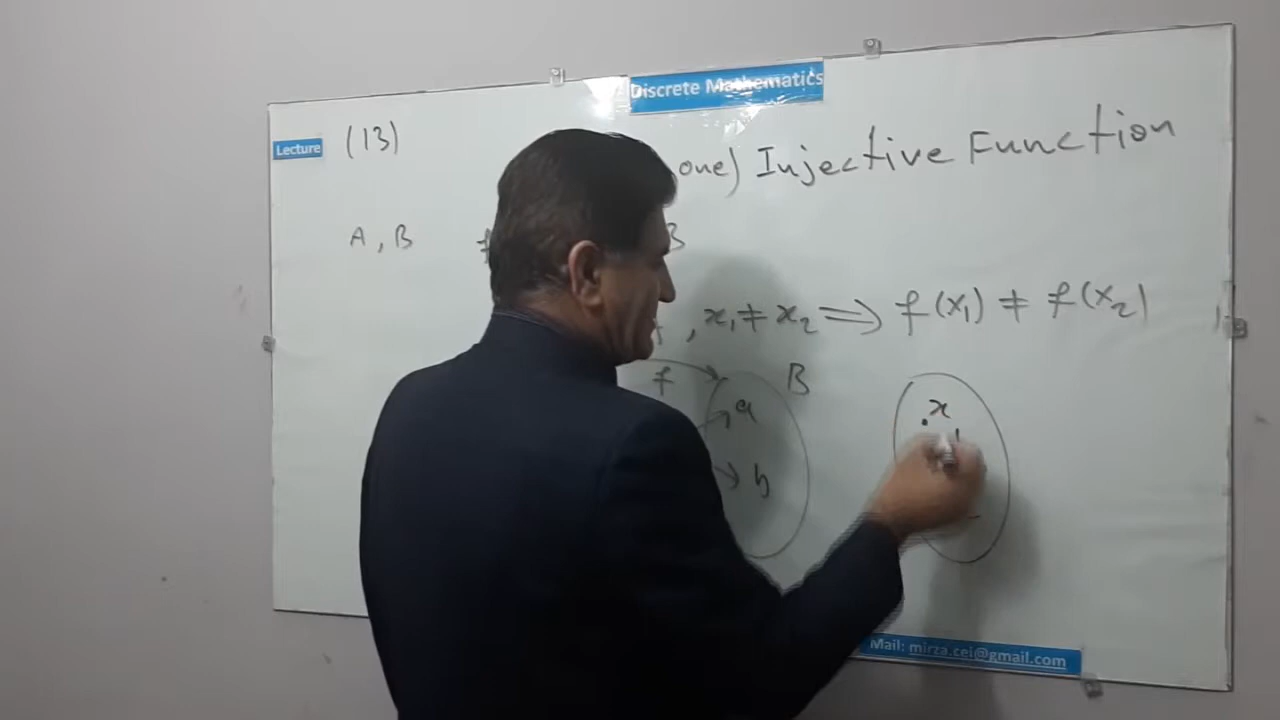 Discrete Mathematics
Lecture (13)
one) Injective Function
A, B
B
, x₁ ≠ x₂ ⟹ f(x₁) ≠ f(x₂)
f B
a x
b
Mail: mirza.cei@gmail.com